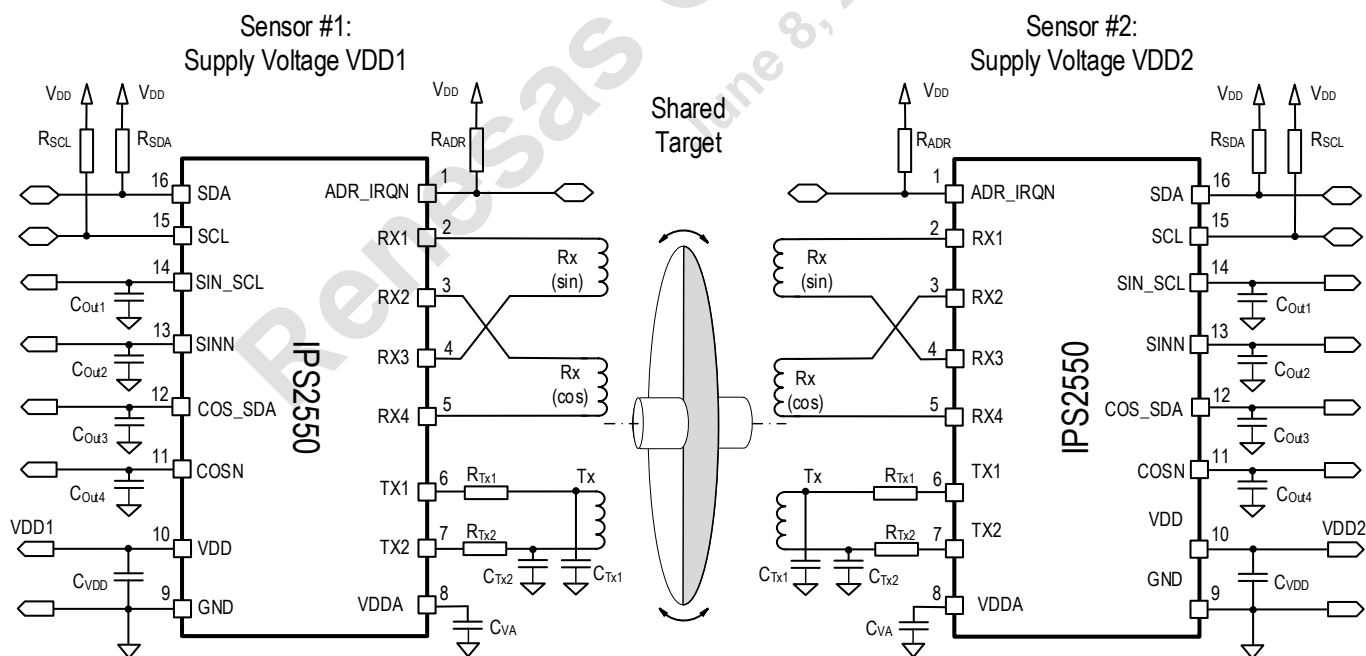 Sensor #1:
Supply Voltage VDD1
Sensor #2:
Supply Voltage VDD2
Shared
Target
Renesas
June 8,
VDD
VDD
RSCL
RSDA
VDD
RADR
16
SDA
15
SCL
14
SIN_SCL
COut1
13
SINN
COut2
12
COS_SDA
COut3
11
COSN
COut4
VDD1
10
VDD
CVDD
9
GND
IPS2550
1
ADR_IRQN
2
RX1
Rx
(sin)
3
RX2
4
RX3
Rx
(cos)
5
RX4
6
TX1
RTx1
Tx
7
TX2
RTx2
CTx2
CTx1
8
VDDA
CVA
VDD
RADR
VDD
VDD
RSDA
RSCL
1
ADR_IRQN
2
RX1
Rx
(sin)
3
RX2
4
RX3
Rx
(cos)
5
RX4
Tx
RTx1
6
TX1
RTx2
7
TX2
CTx1
CTx2
8
VDDA
CVA
IPS2550
SDA
16
SCL
15
SIN_SCL
14
COut1
SINN
13
COut2
COS_SDA
12
COut3
COSN
11
COut4
VDD
10
VDD2
CVDD
GND
9